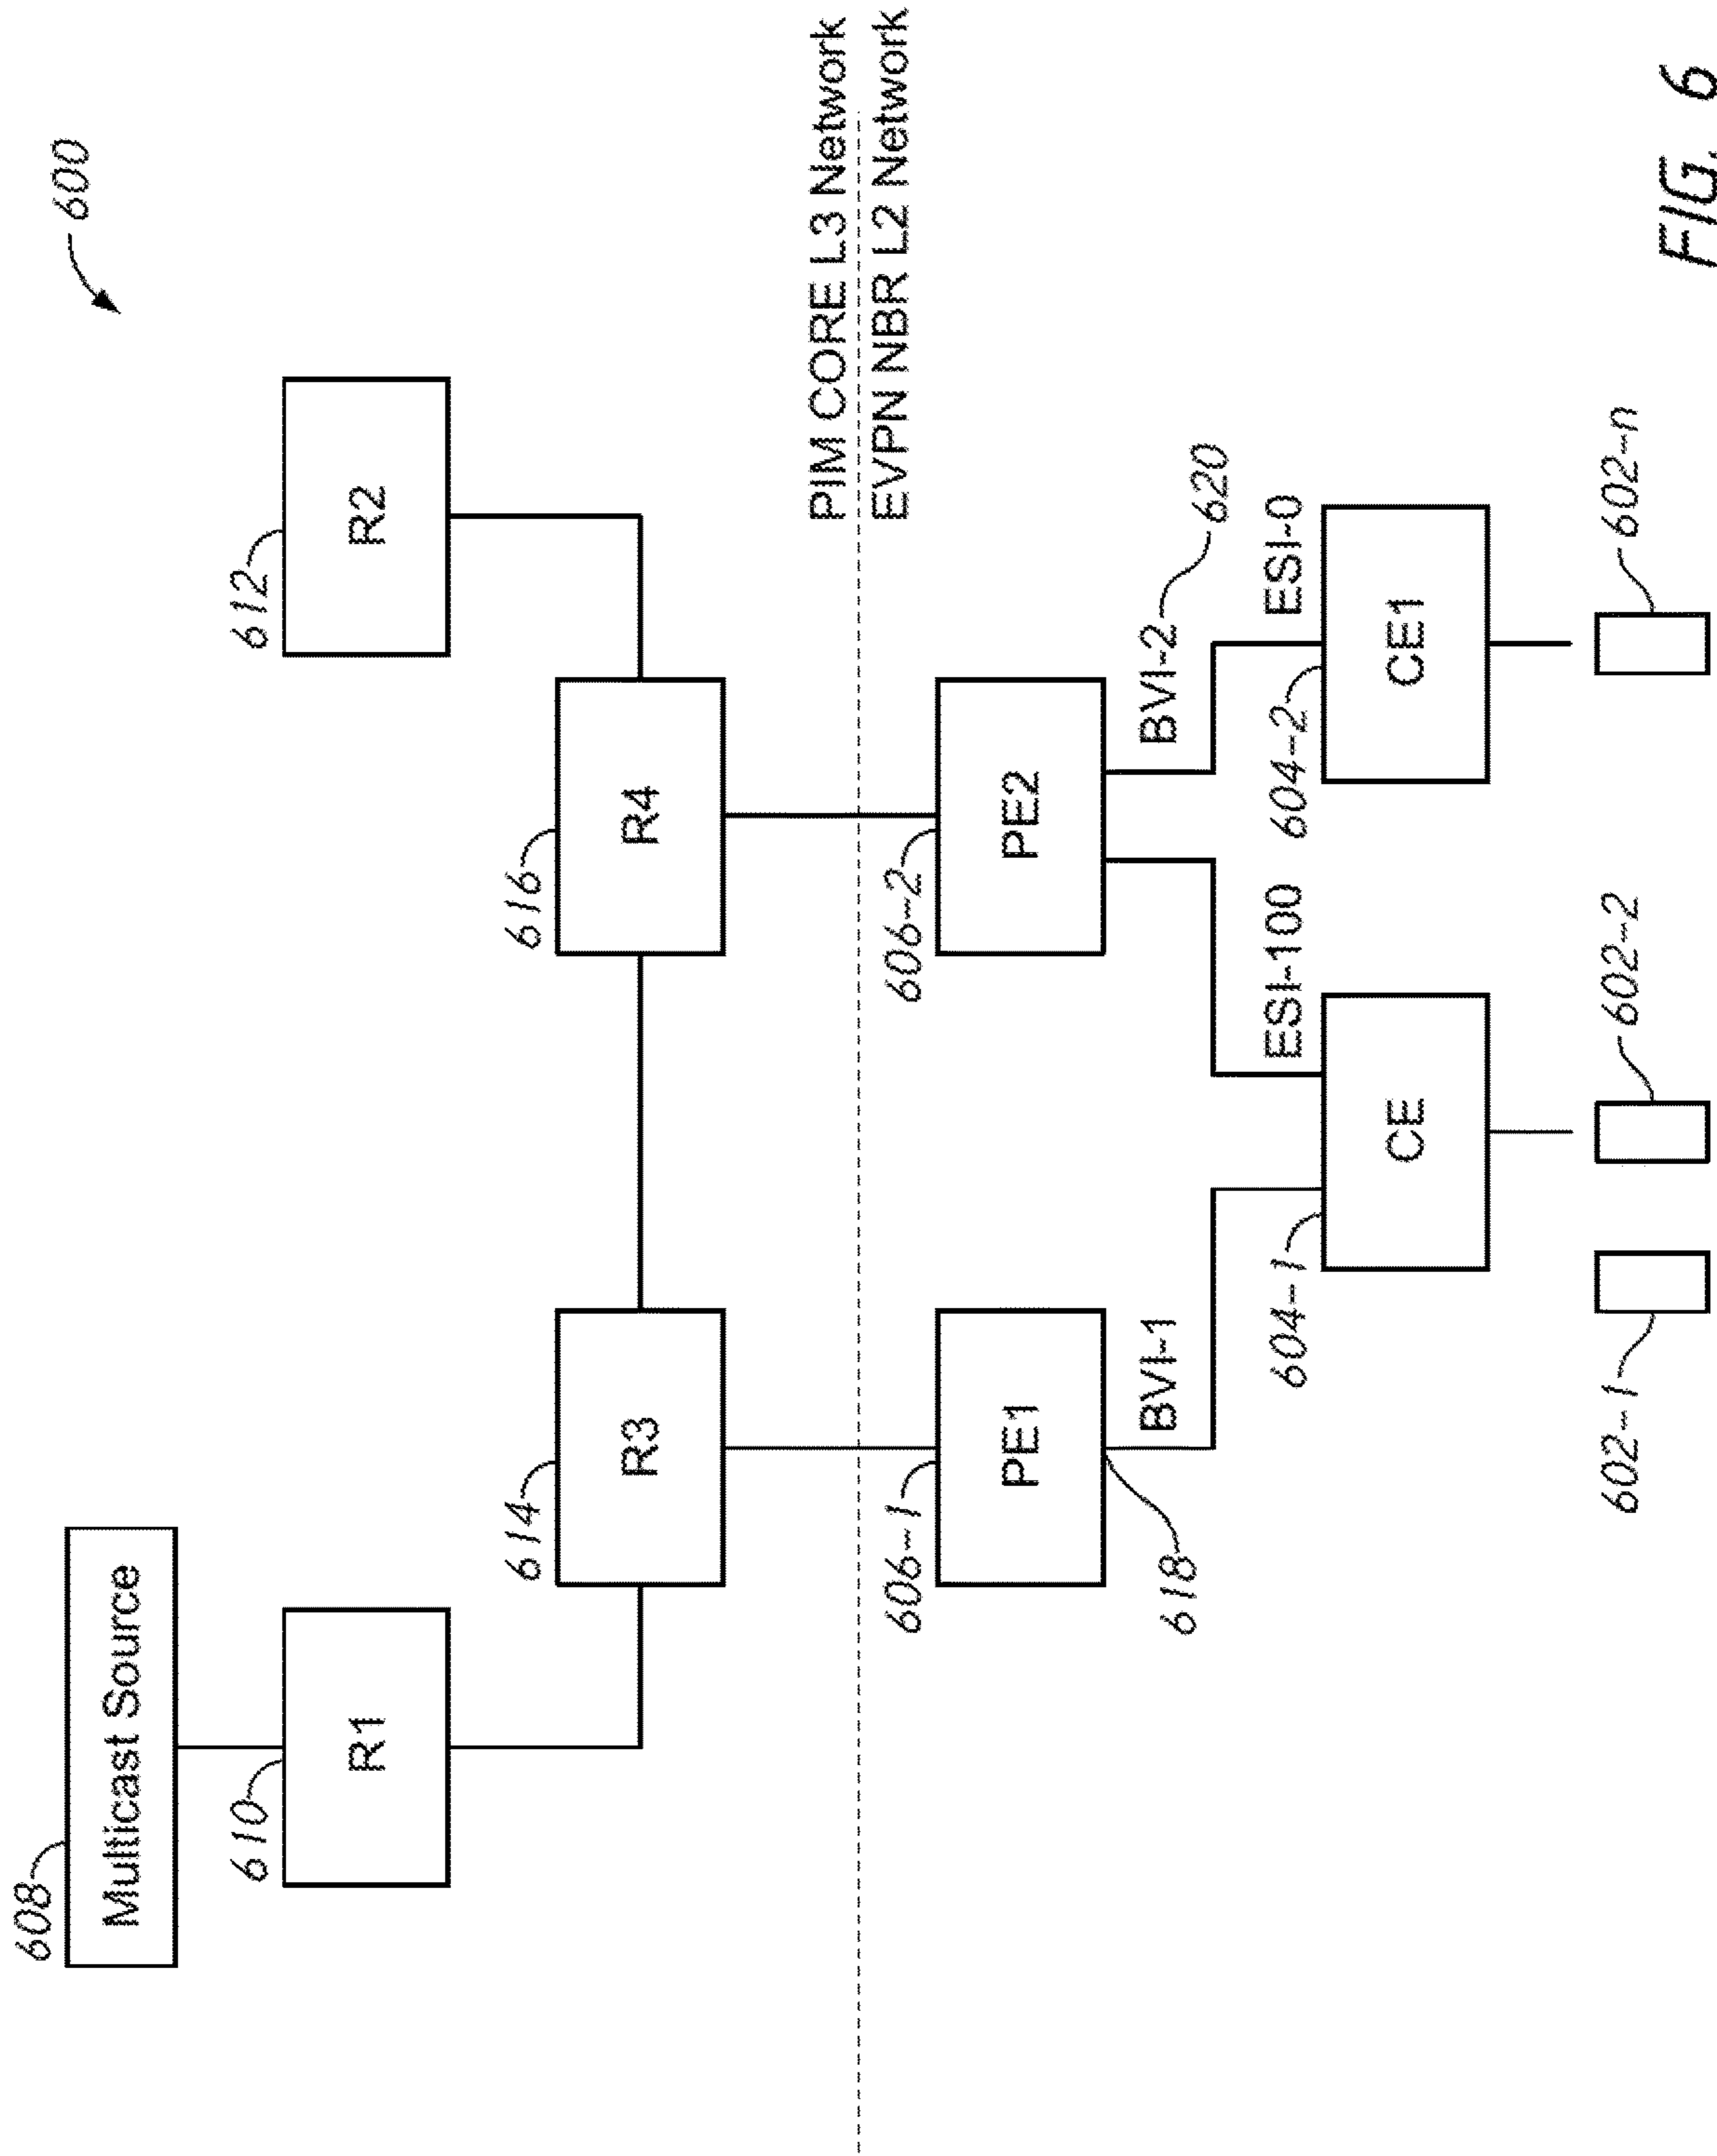 600
608
Multicast Source
610
R1
612
R2
614
R3
616
R4
PIM CORE L3 Network
EVPN NBR L2 Network
606-1
PE1
606-2
PE2
618
BVI-1
BVI-2
620
ESI-100
ESI-0
604-1
CE
604-2
CE1
602-1
602-2
602-n
FIG. 6